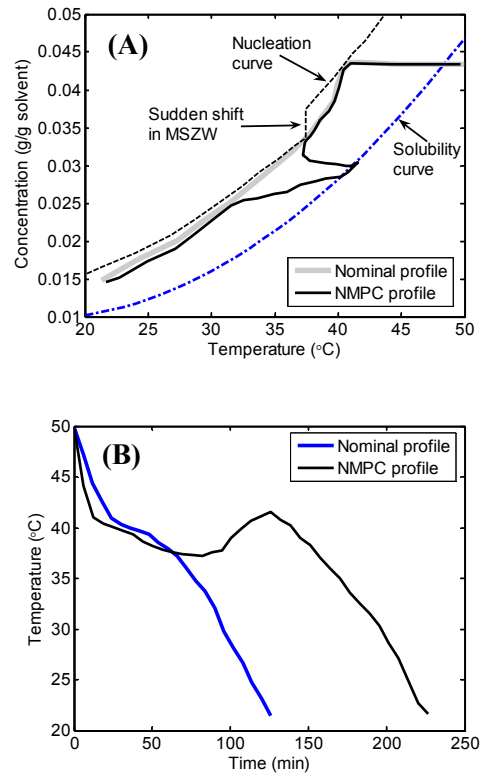 (A)
Nucleation
curve
Sudden shift
in MSZW
Solubility
curve
Nominal profile
NMPC profile
Concentration (g/g solvent)
0.05
0.045
0.04
0.035
0.03
0.025
0.02
0.015
0.01
20 25 30 35 40 45 50
Temperature (°C)
(B)
Nominal profile
NMPC profile
Temperature (°C)
50
45
40
35
30
25
20
0 50 100 150 200 250
Time (min)